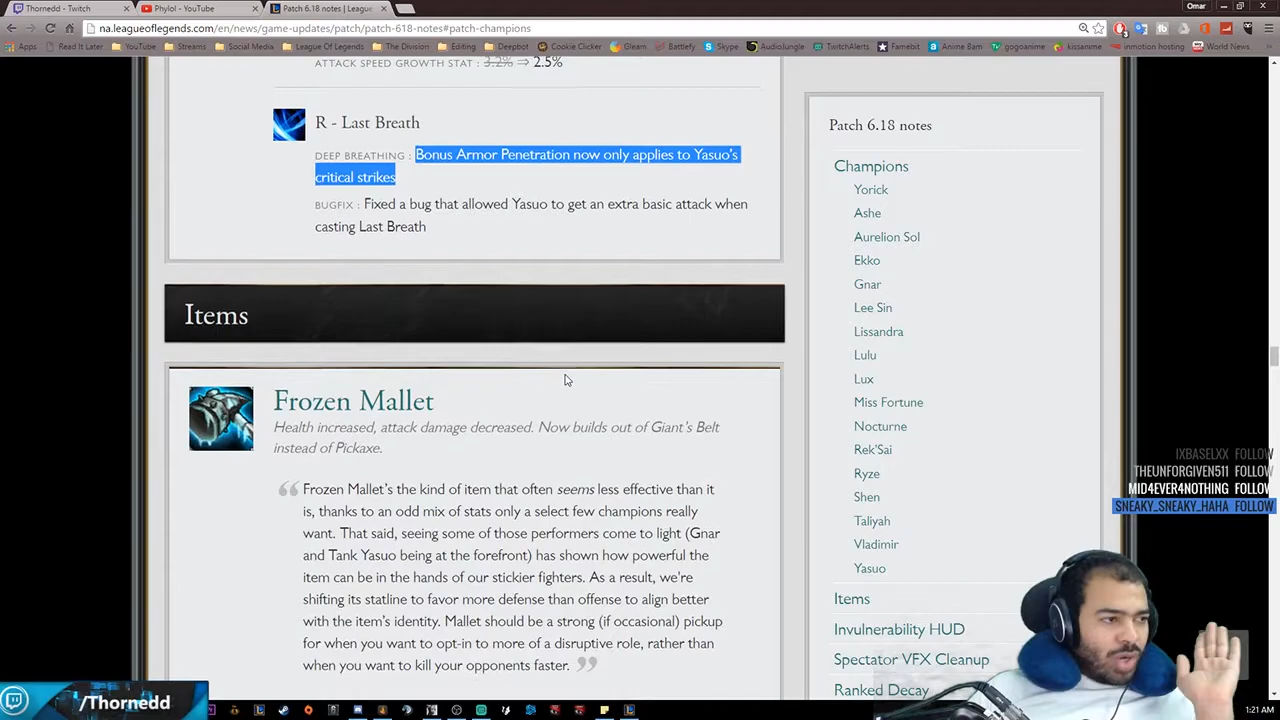 Thornedd - Twitch
Phylol - YouTube
Patch 6.18 notes | Leagu
Omar
na.leagueoflegends.com/en/news/game-updates/patch/patch-618-notes#patch-champions
Apps Read It Later YouTube Streams Social Media League Of Legends The Division Editing Deepbot Cookie Clicker Gleam Battlefy Skype AudioJungle TwitchAlerts Famebit Anime Bam gogoanime kissanime inmotion hosting World News
ATTACK SPEED GROWTH STAT : 3.2% ⇒ 2.5%
R - Last Breath
DEEP BREATHING : Bonus Armor Penetration now only applies to Yasuo's
critical strikes
BUGFIX : Fixed a bug that allowed Yasuo to get an extra basic attack when
casting Last Breath
Items
Frozen Mallet
Health increased, attack damage decreased. Now builds out of Giant's Belt
instead of Pickaxe.
Frozen Mallet's the kind of item that often seems less effective than it
is, thanks to an odd mix of stats only a select few champions really
want. That said, seeing some of those performers come to light (Gnar
and Tank Yasuo being at the forefront) has shown how powerful the
item can be in the hands of our stickier fighters. As a result, we're
shifting its statline to favor more defense than offense to align better
with the item's identity. Mallet should be a strong (if occasional) pickup
for when you want to opt-in to more of a disruptive role, rather than
when you want to kill your opponents faster.
Patch 6.18 notes
Champions
Yorick
Ashe
Aurelion Sol
Ekko
Gnar
Lee Sin
Lissandra
Lulu
Lux
Miss Fortune
Nocturne
Rek'Sai
Ryze
Shen
Taliyah
Vladimir
Yasuo
Items
Invulnerability HUD
Spectator VFX Cleanup
Ranked Decay
IXBASELXX FOLLOW
THEUNFORGIVEN511 FOLLOW
MID4EVER4NOTHING FOLLOW
SNEAKY_SNEAKY_HAHA FOLLOW
/Thornedd
1:21 AM